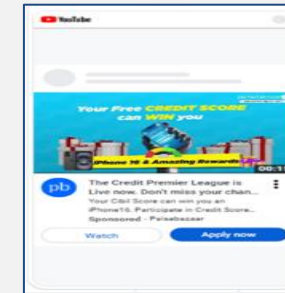 YouTube
Your Free CREDIT SCORE
can WIN you
iPhone 16 & Amazing Rewards
00:1
pb
The Credit Premier League is
Live now. Don't miss your chan...
Your Cibil Score can win you an
iPhone16. Participate in Credit Score...
Sponsored - Paisabazaar
Watch
Apply now